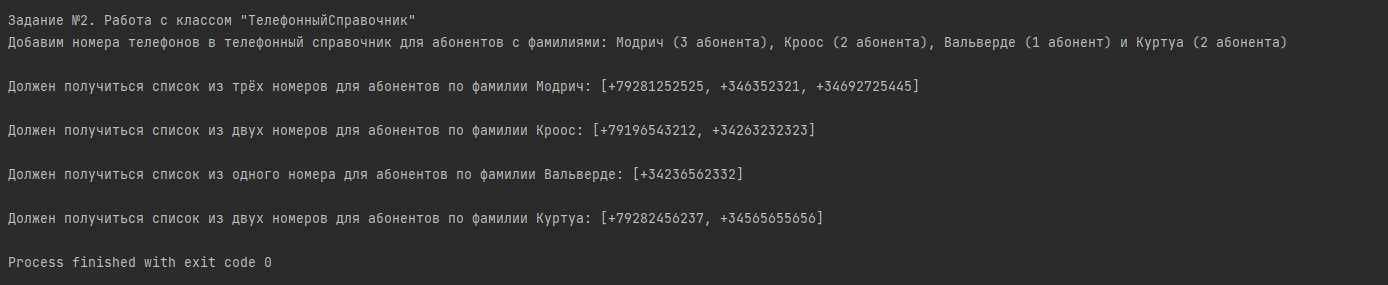 Задание №2. Работа с классом "ТелефонныйСправочник"
Добавим номера телефонов в телефонный справочник для абонентов с фамилиями: Модрич (3 абонента), Кроос (2 абонента), Вальверде (1 абонент) и Куртуа (2 абонента)
Должен получиться список из трёх номеров для абонентов по фамилии Модрич: [+79281252525, +346352321, +34692725445]
Должен получиться список из двух номеров для абонентов по фамилии Кроос: [+79196543212, +34263232323]
Должен получиться список из одного номера для абонентов по фамилии Вальверде: [+34236562332]
Должен получиться список из двух номеров для абонентов по фамилии Куртуа: [+79282456237, +34565655656]
Process finished with exit code 0